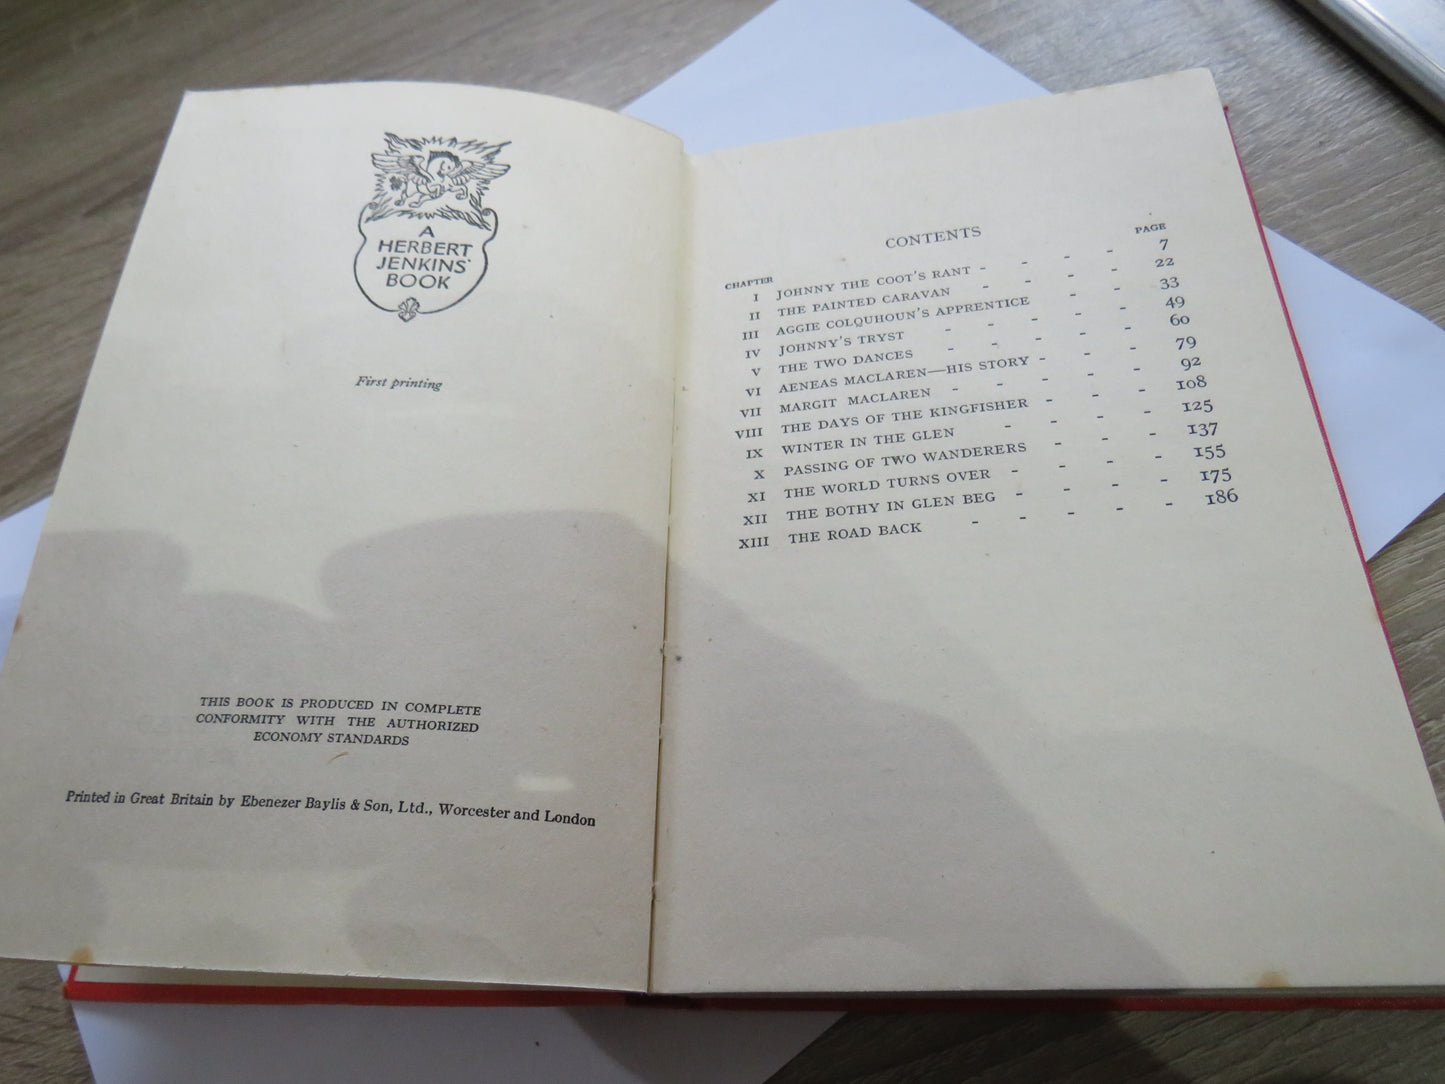 A
HERBERT
JENKINS'
BOOK
First printing
THIS BOOK IS PRODUCED IN COMPLETE
CONFORMITY WITH THE AUTHORIZED
ECONOMY STANDARDS
Printed in Great Britain by Ebenezer Baylis & Son, Ltd., Worcester and London
CONTENTS
CHAPTER PAGE
I JOHNNY THE COOT'S RANT - - - - 7
II THE PAINTED CARAVAN - - - - 22
III AGGIE COLQUHOUN'S APPRENTICE - - 33
IV JOHNNY'S TRYST - - - - - 49
V THE TWO DANCES - - - - - 60
VI AENEAS MACLAREN—HIS STORY - - - 79
VII MARGIT MACLAREN - - - - - 92
VIII THE DAYS OF THE KINGFISHER - - - 108
IX WINTER IN THE GLEN - - - - 125
X PASSING OF TWO WANDERERS - - - 137
XI THE WORLD TURNS OVER - - - - 155
XII THE BOTHY IN GLEN BEG - - - - 175
XIII THE ROAD BACK - - - - - 186